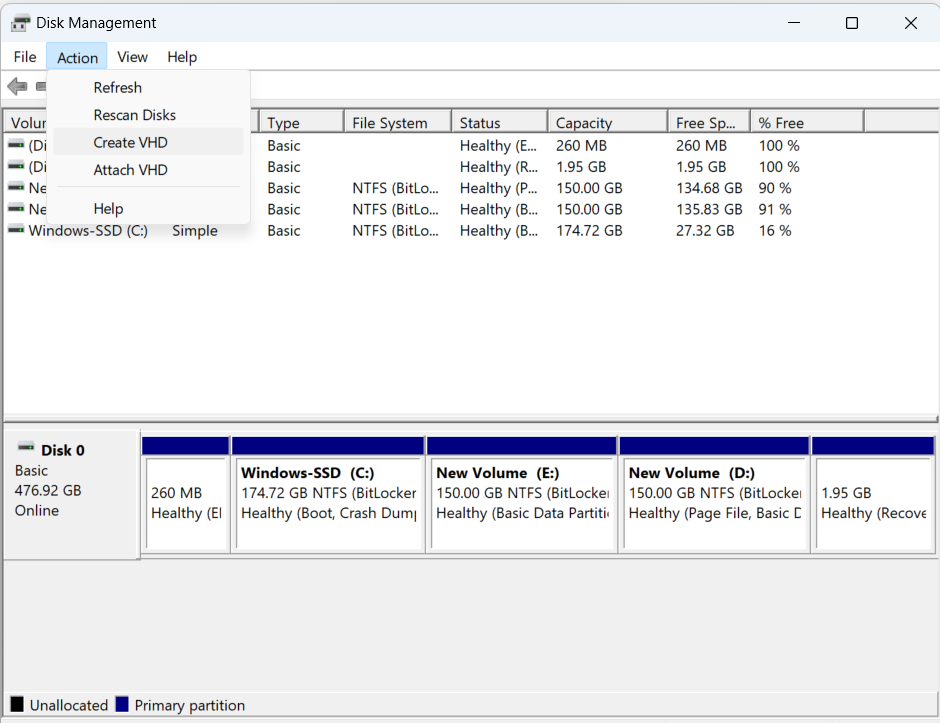 Disk Management
File Action View Help
Refresh
Rescan Disks
Create VHD
Attach VHD
Help
Type File System Status Capacity Free Sp... % Free
(Di Basic Healthy (E... 260 MB 260 MB 100 %
(Di Basic Healthy (R... 1.95 GB 1.95 GB 100 %
Ne Basic NTFS (BitLo... Healthy (P... 150.00 GB 134.68 GB 90 %
Ne Basic NTFS (BitLo... Healthy (B... 150.00 GB 135.83 GB 91 %
Windows-SSD (C:) Simple Basic NTFS (BitLo... Healthy (B... 174.72 GB 27.32 GB 16 %
Disk 0
Basic
476.92 GB
Online
260 MB
Healthy (EI
Windows-SSD (C:)
174.72 GB NTFS (BitLocker
Healthy (Boot, Crash Dump
New Volume (E:)
150.00 GB NTFS (BitLocker
Healthy (Basic Data Partiti
New Volume (D:)
150.00 GB NTFS (BitLocker
Healthy (Page File, Basic D
1.95 GB
Healthy (Recove
Unallocated Primary partition